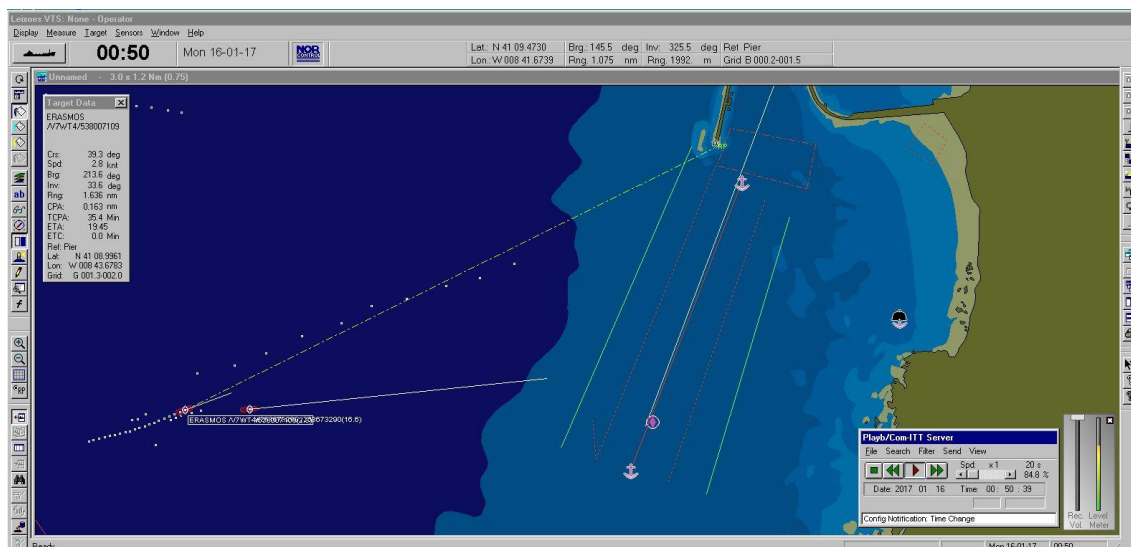 Leixoes VTS: None - Operator
Display Measure Target Sensors Window Help
00:50 Mon 16-01-17 NOR CONTROL
Lat.: N 41 09.4730 Brg.: 145.5 deg Inv: 325.5 deg Ref Pier
Lon.: W 008 41.6739 Rng. 1.075 nm Rng. 1992. m Grid B 000.2-001.5
Unnamed - 3.0 x 1.2 Nm (0.75)
Target Data
ERASMOS
/V7WT4/538007109
Crs: 39.3 deg
Spd: 2.8 knt
Brg: 213.6 deg
Inv: 33.6 deg
Rng: 1.636 nm
CPA: 0.163 nm
TCPA: 35.4 Min
ETA: 19:45
ETC: 0.0 Min
Ref: Pier
Lat: N 41 08.9961
Lon: W 008 43.6783
Grid: G 001.3-002.0
RP
ab
RP
ERASMOS
Playb/Com-ITT Server
File Search Filter Send View
Spd: x1 20 s
84.8 %
Date: 2017 01 16 Time: 00: 50 : 39
Config Notification: Time Change
Rec. Level
Vol. Meter
Ready
Mon 16-01-17 00:50